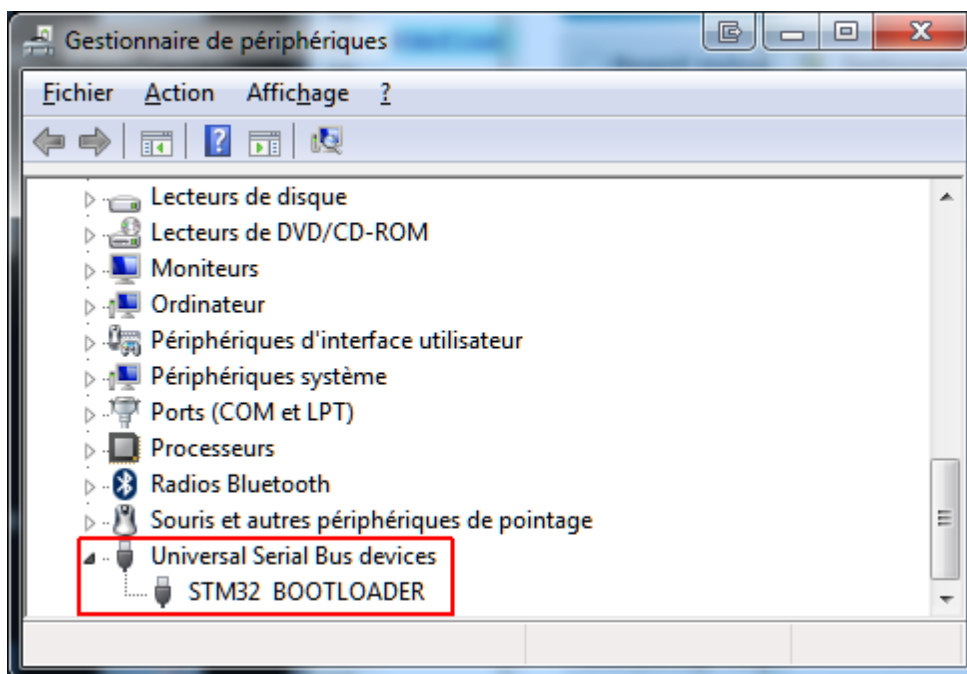 Gestionnaire de périphériques
Fichier Action Affichage ?
Lecteurs de disque
Lecteurs de DVD/CD-ROM
Moniteurs
Ordinateur
Périphériques d'interface utilisateur
Périphériques système
Ports (COM et LPT)
Processeurs
Radios Bluetooth
Souris et autres périphériques de pointage
Universal Serial Bus devices
STM32 BOOTLOADER